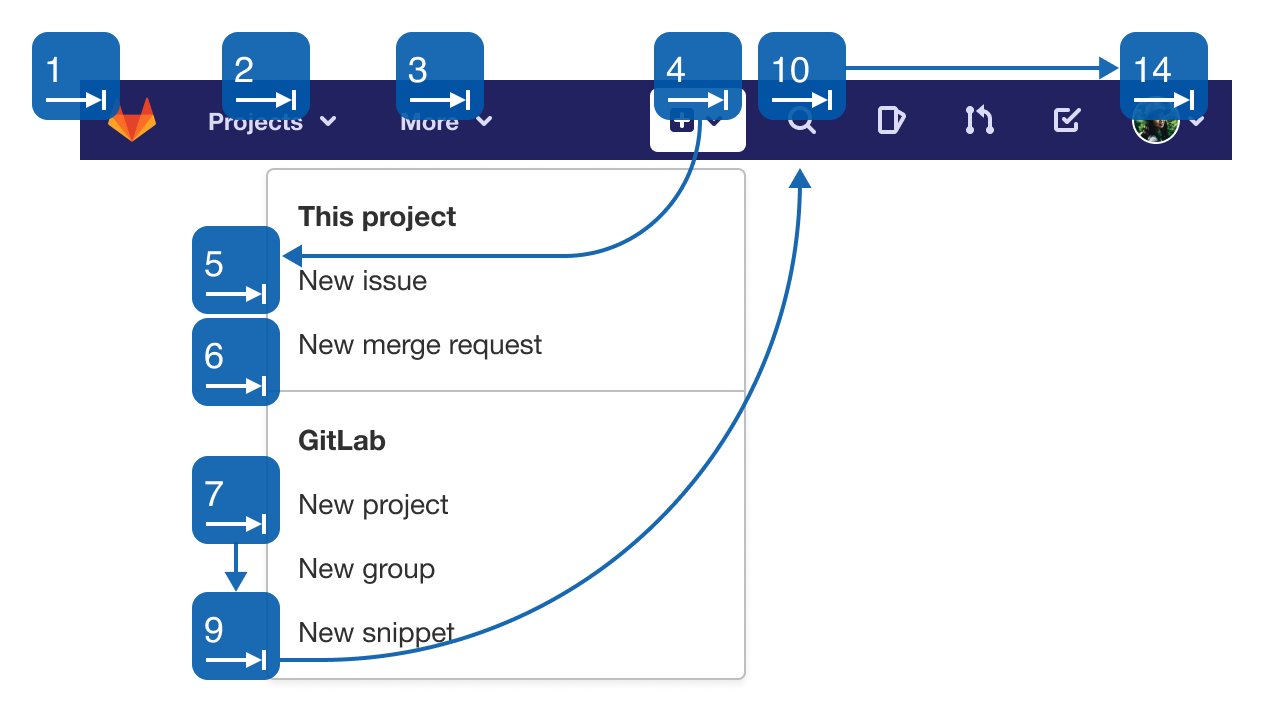 1 2 3 4 10 14
Projects More
This project
5
New issue
6
New merge request
GitLab
7
New project
New group
9
New snippet